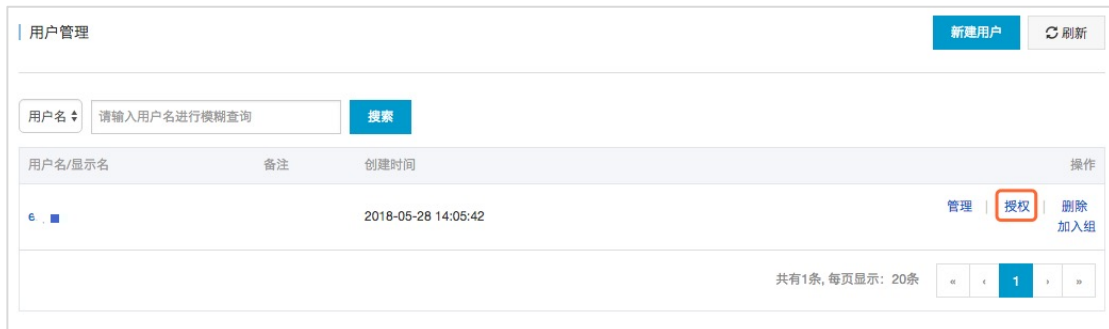 用户管理 新建用户 刷新
用户名 请输入用户名进行模糊查询 搜索
用户名/显示名 备注 创建时间 操作
6 2018-05-28 14:05:42 管理 | 授权 | 删除
加入组
共有1条, 每页显示: 20条 « ‹ 1 › »